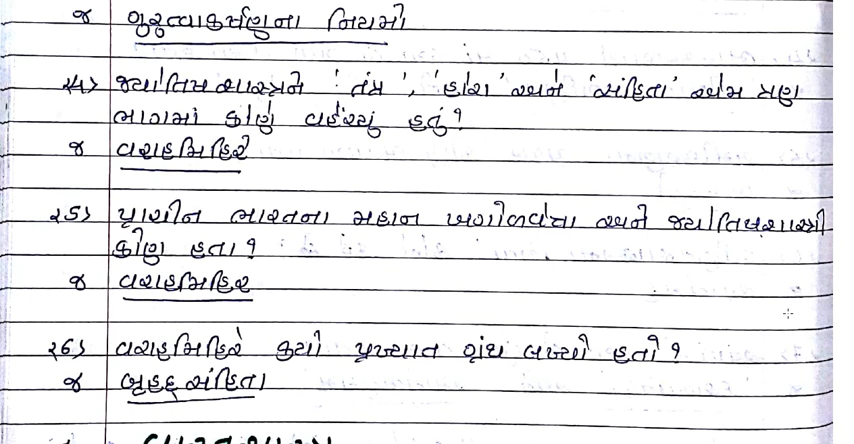 જ ગુરુત્વાકર્ષણના નિયમો
૨૪> જ્યોતિષશાસ્ત્રને 'તંત્ર', 'હોરા' અને 'સંહિતા' એમ ત્રણ
ભાગમાં કોણે વહેંચ્યું હતું?
જ વરાહમિહિરે
૨૫> પ્રાચીન ભારતના મહાન ખગોળવેત્તા અને જ્યોતિષશાસ્ત્રી
કોણ હતા?
જ વરાહમિહિર
૨૬> વરાહમિહિરે કયો પ્રખ્યાત ગ્રંથ લખ્યો હતો?
જ બૃહદ્ સંહિતા